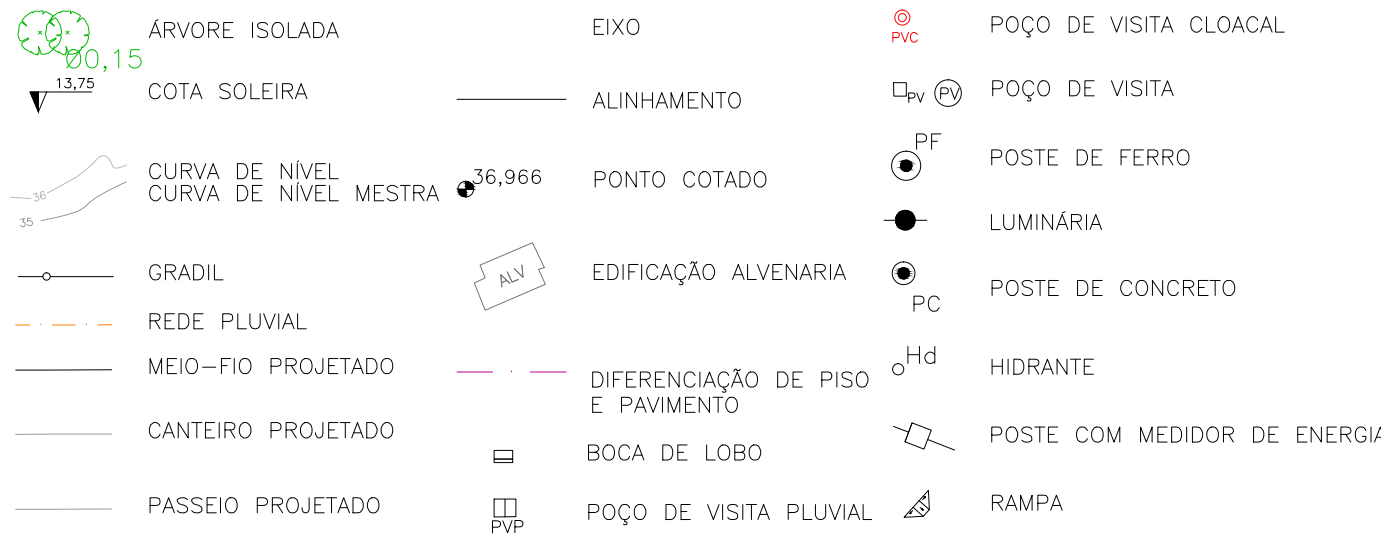 ÁRVORE ISOLADA
Ø0,15
13,75
COTA SOLEIRA
CURVA DE NÍVEL
CURVA DE NÍVEL MESTRA
36
35
GRADIL
REDE PLUVIAL
MEIO-FIO PROJETADO
CANTEIRO PROJETADO
PASSEIO PROJETADO
EIXO
ALINHAMENTO
36,966
PONTO COTADO
ALV
EDIFICAÇÃO ALVENARIA
DIFERENCIAÇÃO DE PISO
E PAVIMENTO
BOCA DE LOBO
PVP
POÇO DE VISITA PLUVIAL
PVC
POÇO DE VISITA CLOACAL
PV
PV
POÇO DE VISITA
PF
POSTE DE FERRO
LUMINÁRIA
PC
POSTE DE CONCRETO
Hd
HIDRANTE
POSTE COM MEDIDOR DE ENERGIA
RAMPA